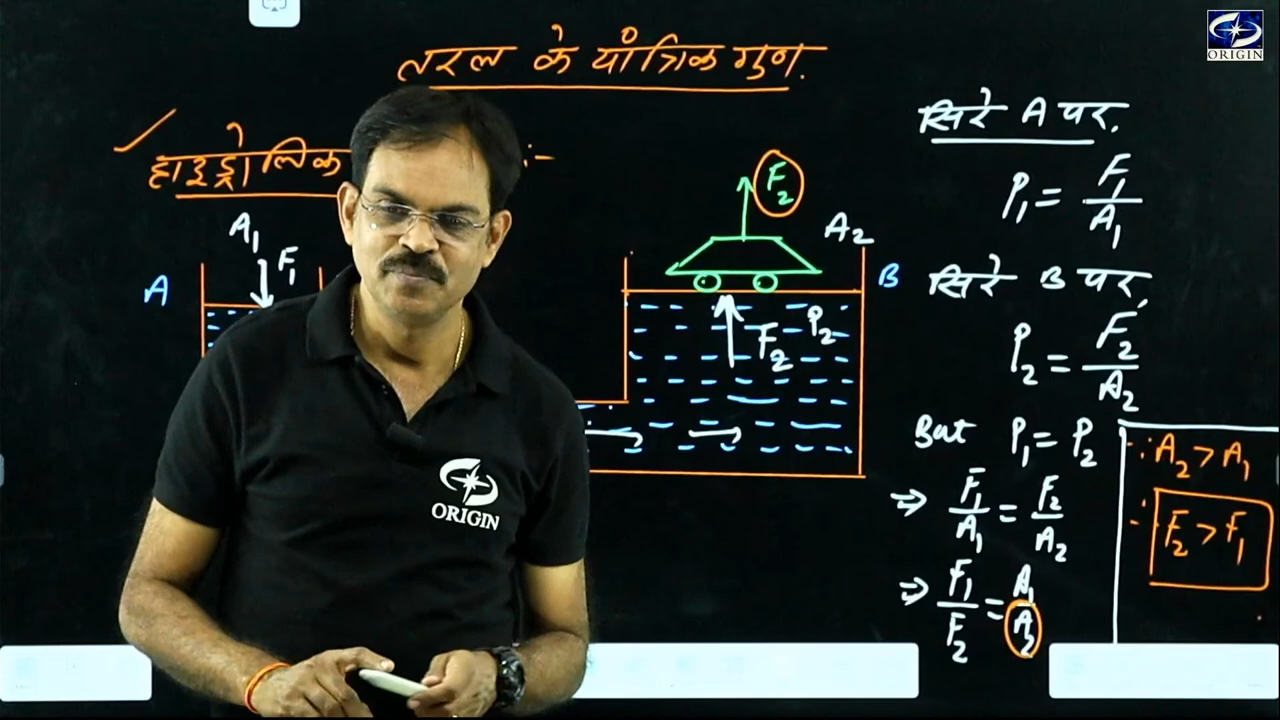 ORIGIN
तरल के यांत्रिक गुण.
हाइड्रोलिक :-
A₁
F₁
A
F₂
A₂
B
P₂
F₂
ORIGIN
सिरे A पर,
P₁ = F₁/A₁
सिरे B पर,
P₂ = F₂/A₂
But P₁ = P₂
⇒ F₁/A₁ = F₂/A₂
⇒ F₁/F₂ = A₁/A₂
∵ A₂ > A₁
∴ F₂ > F₁